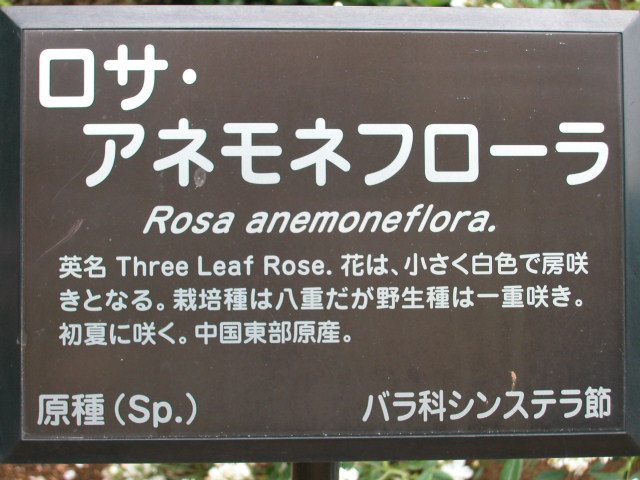 ロサ・
アネモネフローラ
Rosa anemoneflora.
英名 Three Leaf Rose. 花は、小さく白色で房咲
きとなる。栽培種は八重だが野生種は一重咲き。
初夏に咲く。中国東部原産。
原種(Sp.)
バラ科シンステラ節